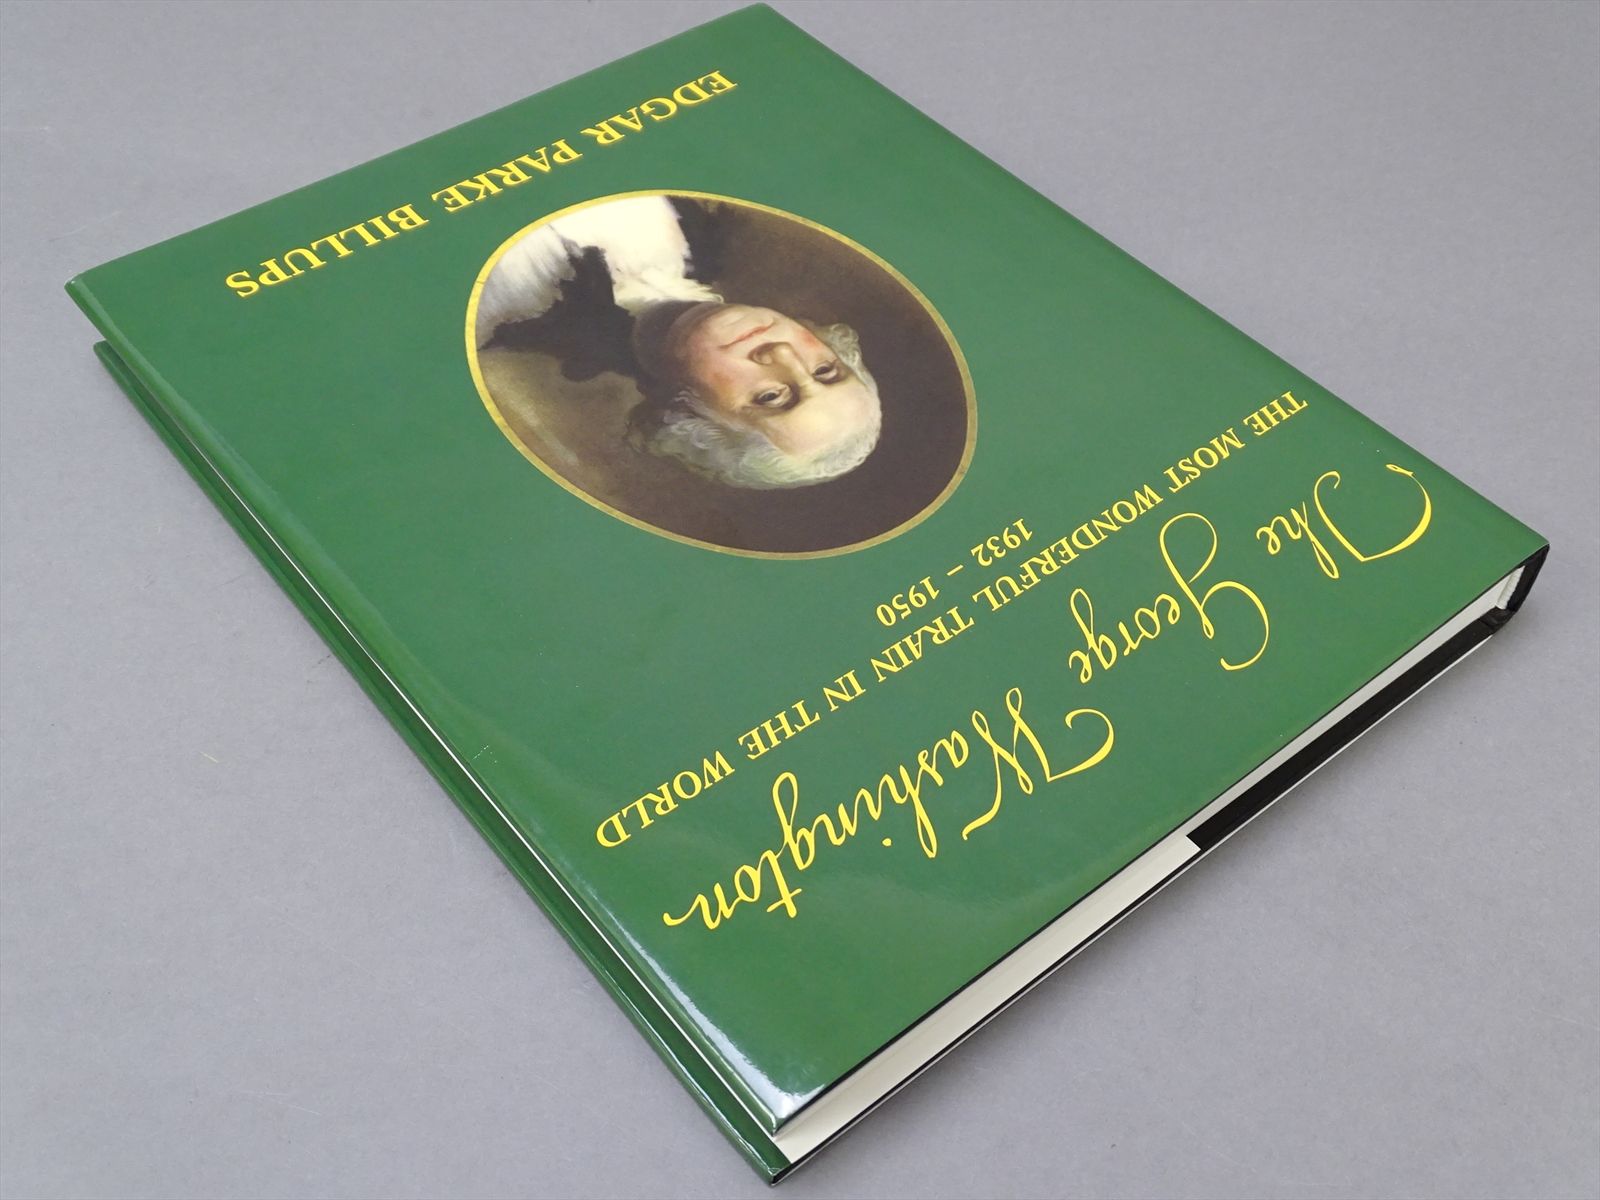 The George Washington
THE MOST WONDERFUL TRAIN IN THE WORLD
1932 – 1950
EDGAR PARKE BILLUPS